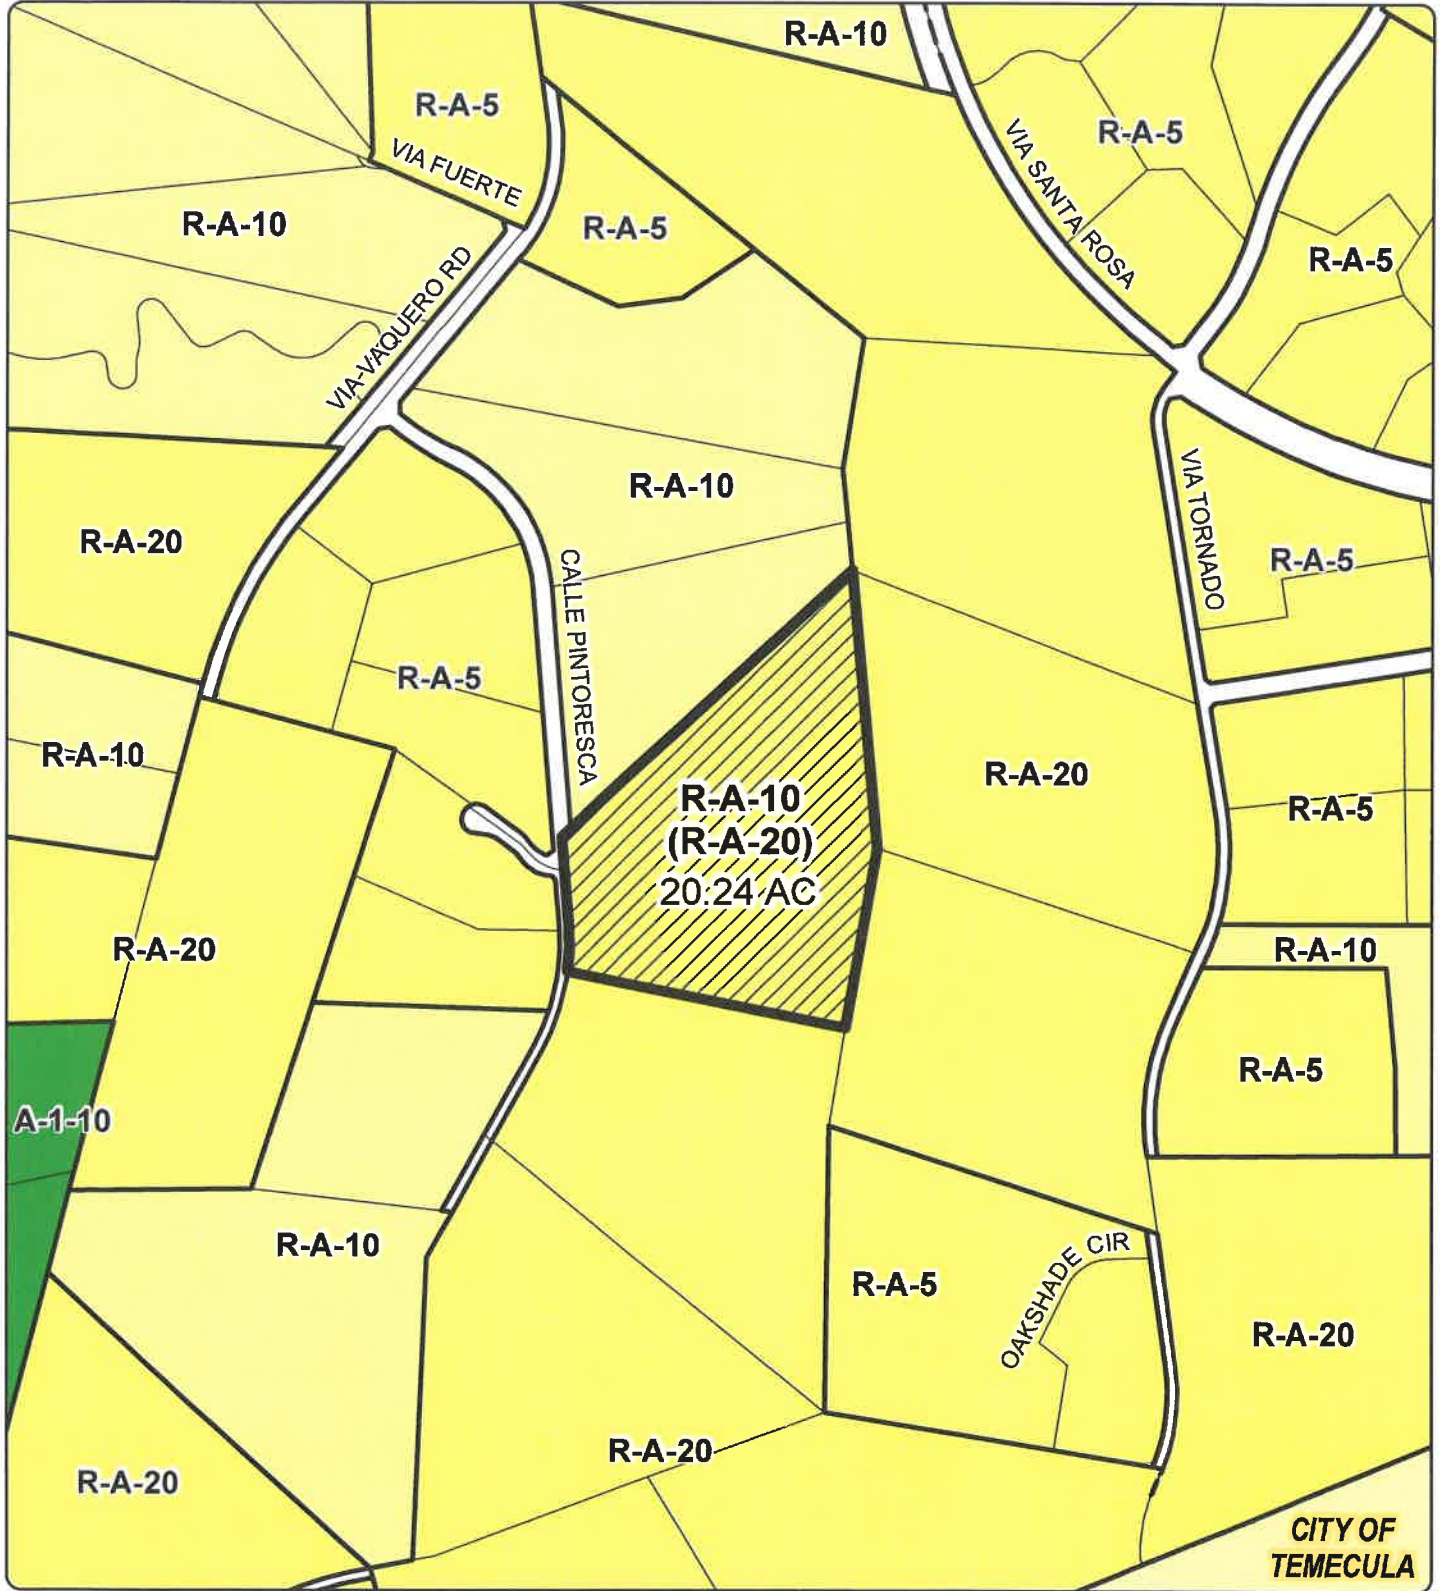 R-A-10
R-A-5
VIA FUERTE
R-A-5
VIA SANTA ROSA
R-A-10
R-A-5
R-A-5
VIA-VAQUERO RD
R-A-10
R-A-20
VIA TORNADO
R-A-5
CALLE PINTORESCA
R-A-5
R-A-10
R-A-10
(R-A-20)
20.24 AC
R-A-20
R-A-5
R-A-20
R-A-10
R-A-5
A-1-10
R-A-10
OAKSHADE CIR
R-A-5
R-A-20
R-A-20
R-A-20
CITY OF
TEMECULA